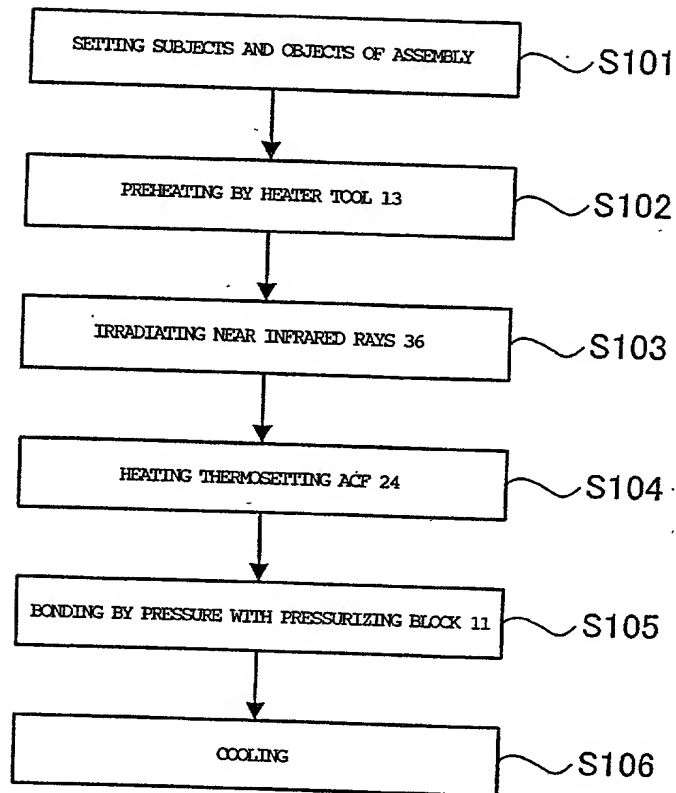 SETTING SUBJECTS AND OBJECTS OF ASSEMBLY S101
PREHEATING BY HEATER TOOL 13 S102
IRRADIATING NEAR INFRARED RAYS 36 S103
HEATING THERMOSETTING ACF 24 S104
BONDING BY PRESSURE WITH PRESSURIZING BLOCK 11 S105
COOLING S106